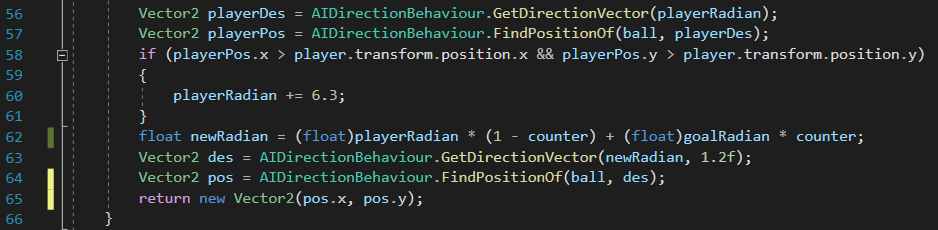 56 Vector2 playerDes = AIDirectionBehaviour.GetDirectionVector(playerRadian);
57 Vector2 playerPos = AIDirectionBehaviour.FindPositionOf(ball, playerDes);
58 if (playerPos.x > player.transform.position.x && playerPos.y > player.transform.position.y)
59 {
60 playerRadian += 6.3;
61 }
62 float newRadian = (float)playerRadian * (1 - counter) + (float)goalRadian * counter;
63 Vector2 des = AIDirectionBehaviour.GetDirectionVector(newRadian, 1.2f);
64 Vector2 pos = AIDirectionBehaviour.FindPositionOf(ball, des);
65 return new Vector2(pos.x, pos.y);
66 }